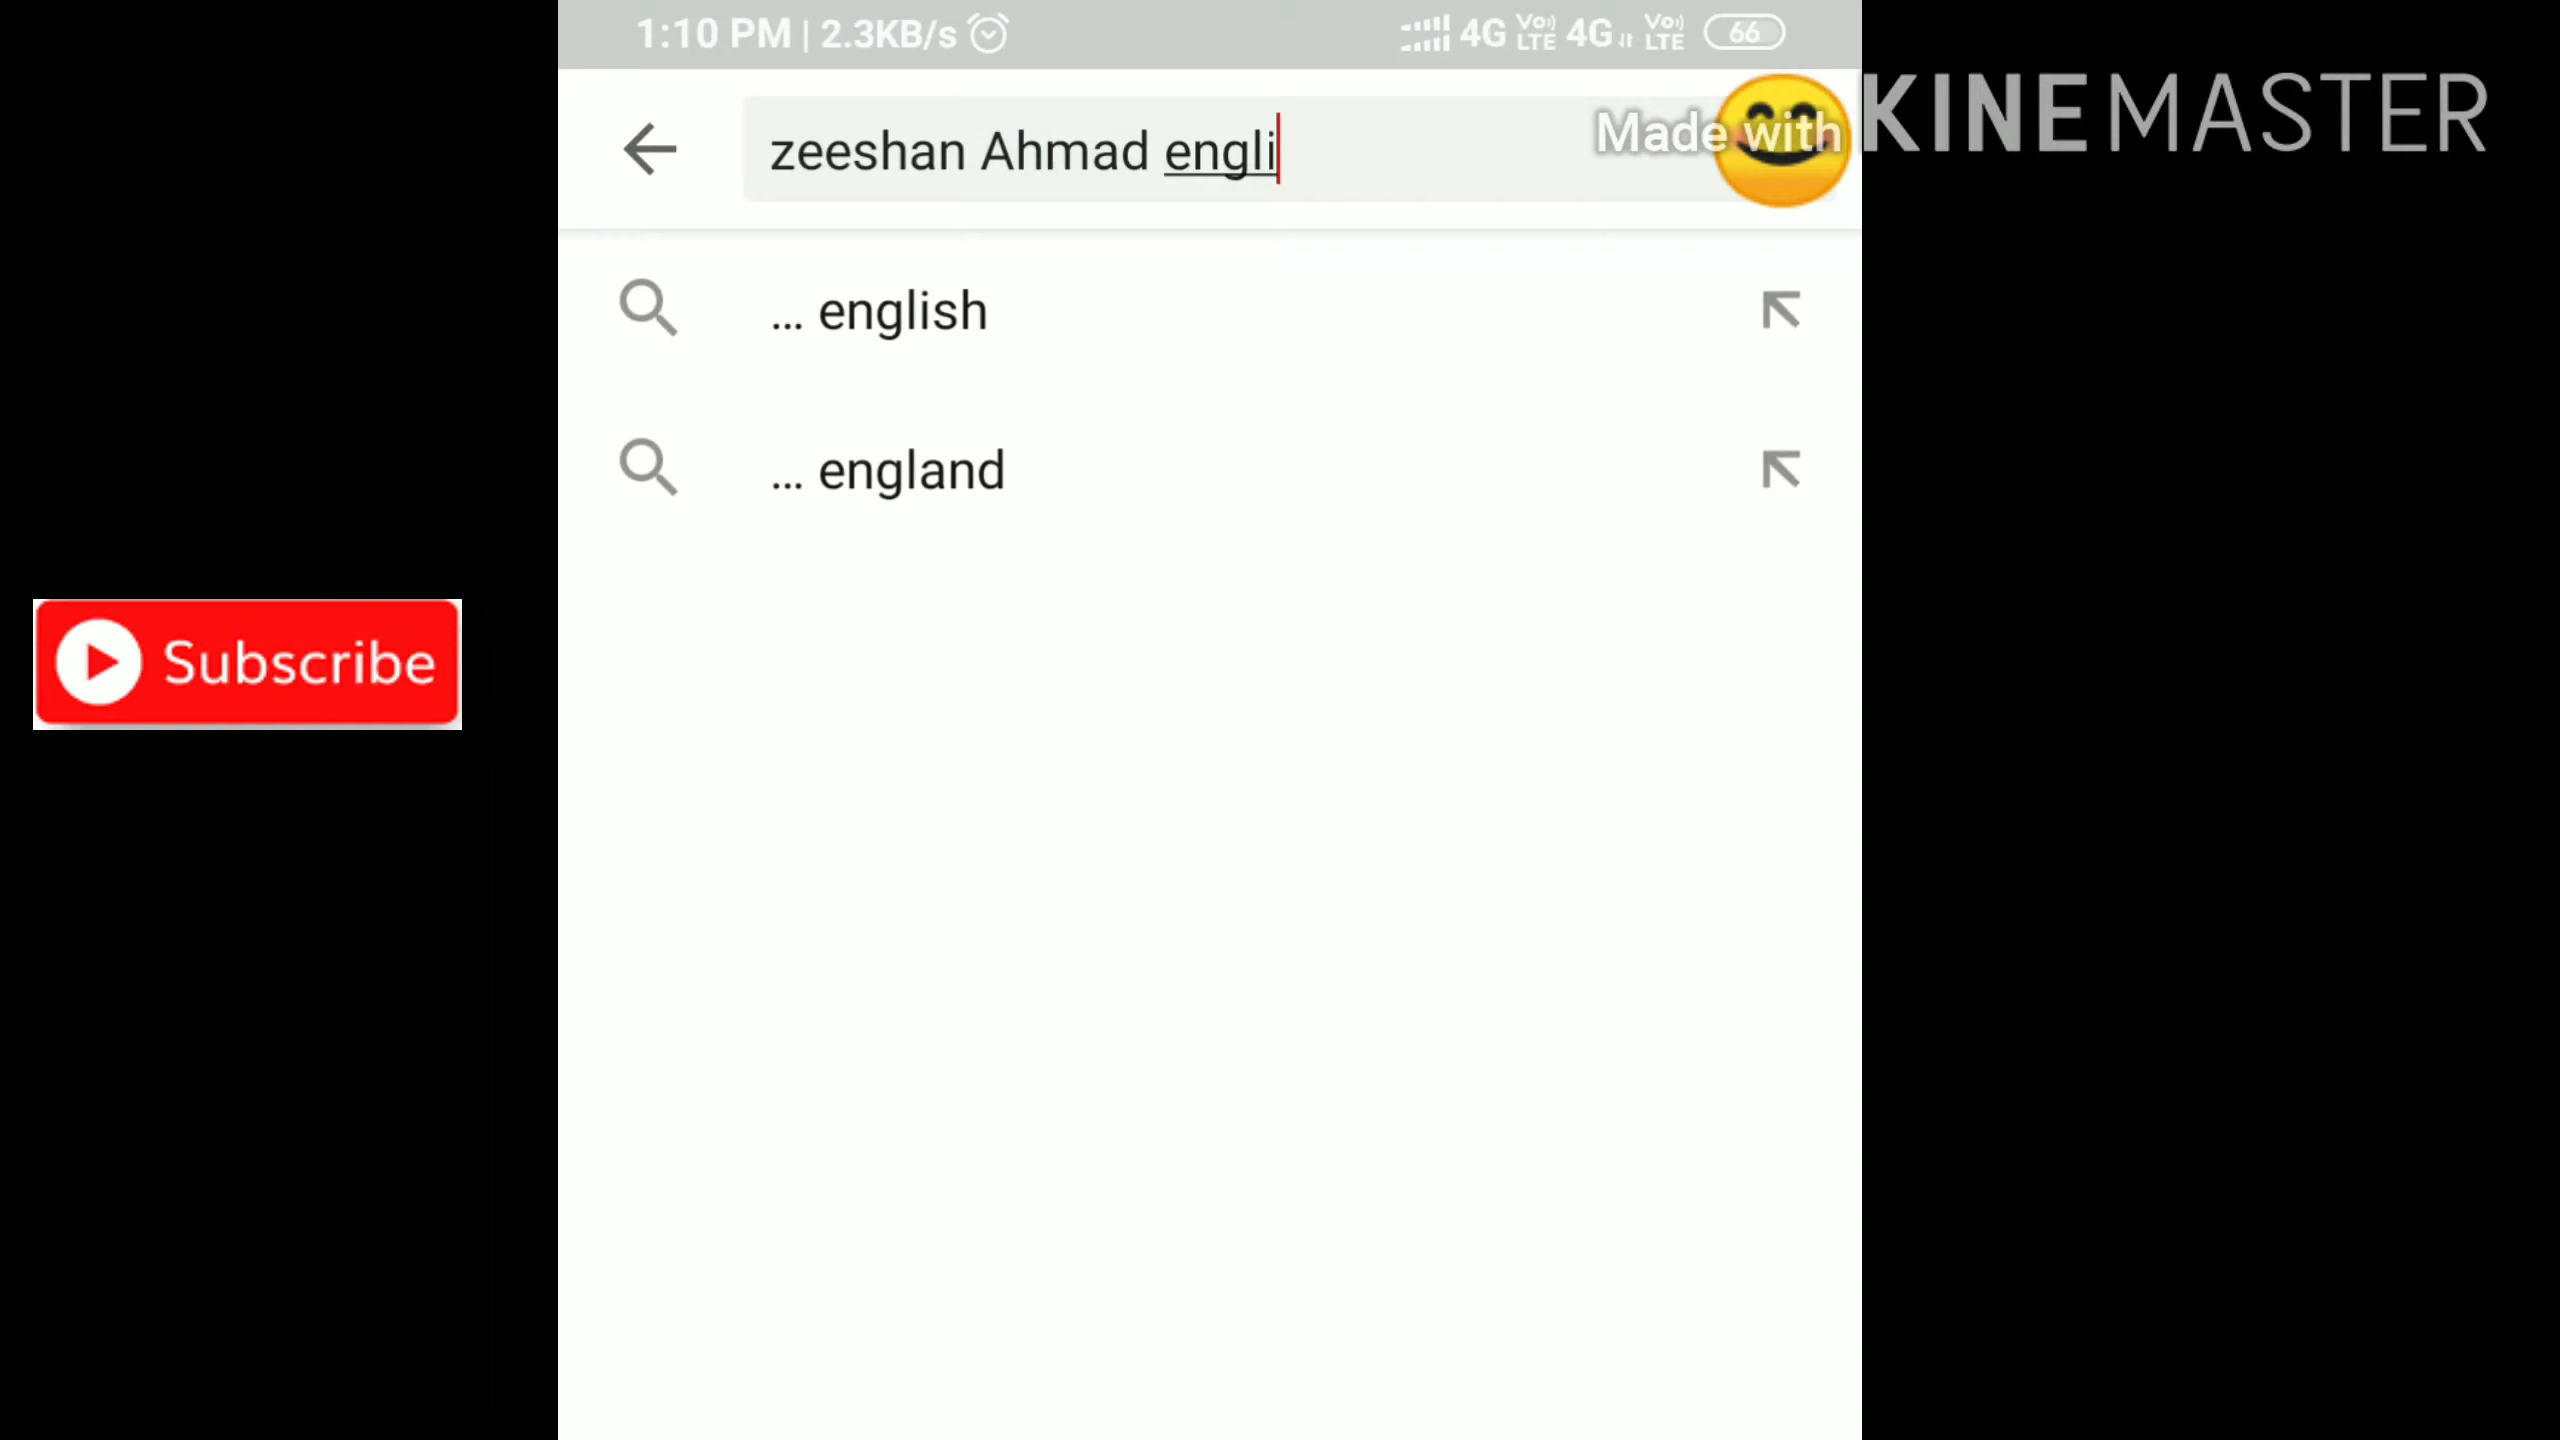 1:10 PM | 2.3KB/s 4G VoLTE 4G VoLTE 66
zeeshan Ahmad engli
Made with KINEMASTER
... english
... england
Subscribe